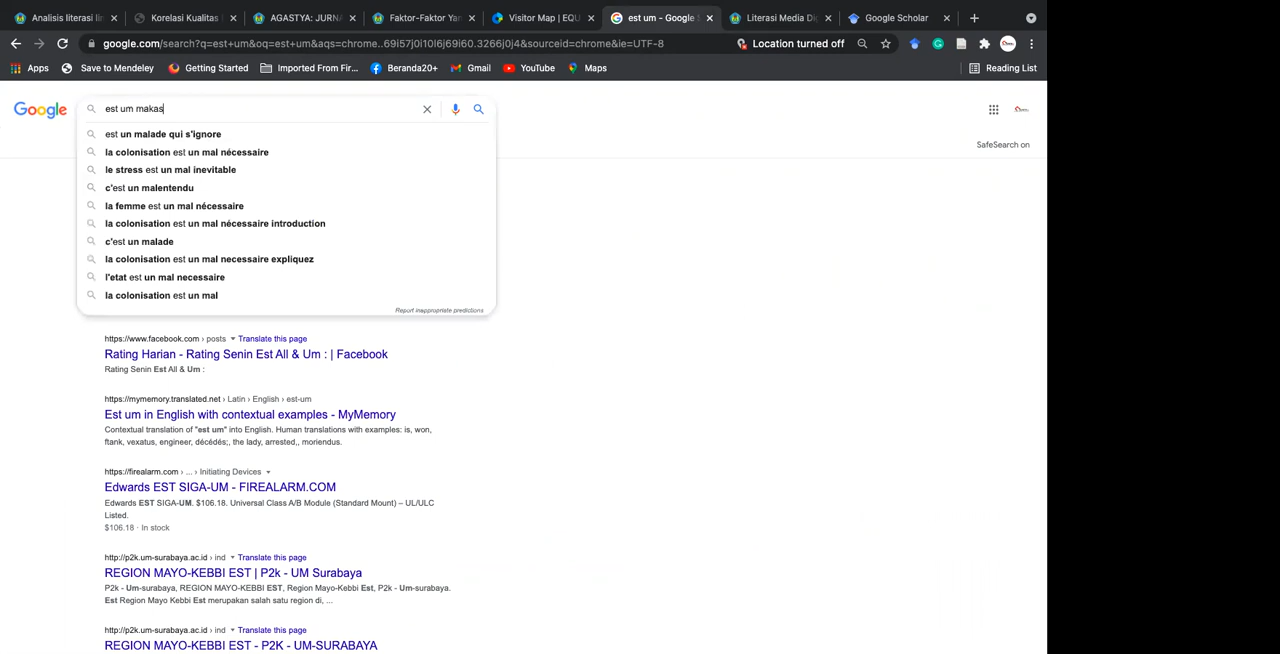 Analisis literasi lin
Korelasi Kualitas
AGASTYA: JURNA
Faktor-Faktor Yan
Visitor Map | EQU
est um - Google S
Literasi Media Dig
Google Scholar
google.com/search?q=est+um&oq=est+um&aqs=chrome..69i57j0i10l6j69i60.3266j0j4&sourceid=chrome&ie=UTF-8
Location turned off
Apps
Save to Mendeley
Getting Started
Imported From Fir...
Beranda20+
Gmail
YouTube
Maps
Reading List
Google
est um makas
est un malade qui s'ignore
la colonisation est un mal nécessaire
le stress est un mal inevitable
c'est un malentendu
la femme est un mal nécessaire
la colonisation est un mal nécessaire introduction
c'est un malade
la colonisation est un mal necessaire expliquez
l'etat est un mal necessaire
la colonisation est un mal
Report inappropriate predictions
SafeSearch on
https://www.facebook.com › posts Translate this page
Rating Harian - Rating Senin Est All & Um : | Facebook
Rating Senin Est All & Um :
https://mymemory.translated.net › Latin › English › est-um
Est um in English with contextual examples - MyMemory
Contextual translation of "est um" into English. Human translations with examples: is, won,
ftank, vexatus, engineer, décédés;, the lady, arrested,, moriendus.
https://firealarm.com › ... › Initiating Devices
Edwards EST SIGA-UM - FIREALARM.COM
Edwards EST SIGA-UM. $106.18. Universal Class A/B Module (Standard Mount) – UL/ULC
Listed.
$106.18 · In stock
http://p2k.um-surabaya.ac.id › ind Translate this page
REGION MAYO-KEBBI EST | P2k - UM Surabaya
P2k - Um-surabaya, REGION MAYO-KEBBI EST, Region Mayo-Kebbi Est, P2k - Um-surabaya.
Est Region Mayo Kebbi Est merupakan salah satu region di, ...
http://p2k.um-surabaya.ac.id › ind Translate this page
REGION MAYO-KEBBI EST - P2K - UM-SURABAYA